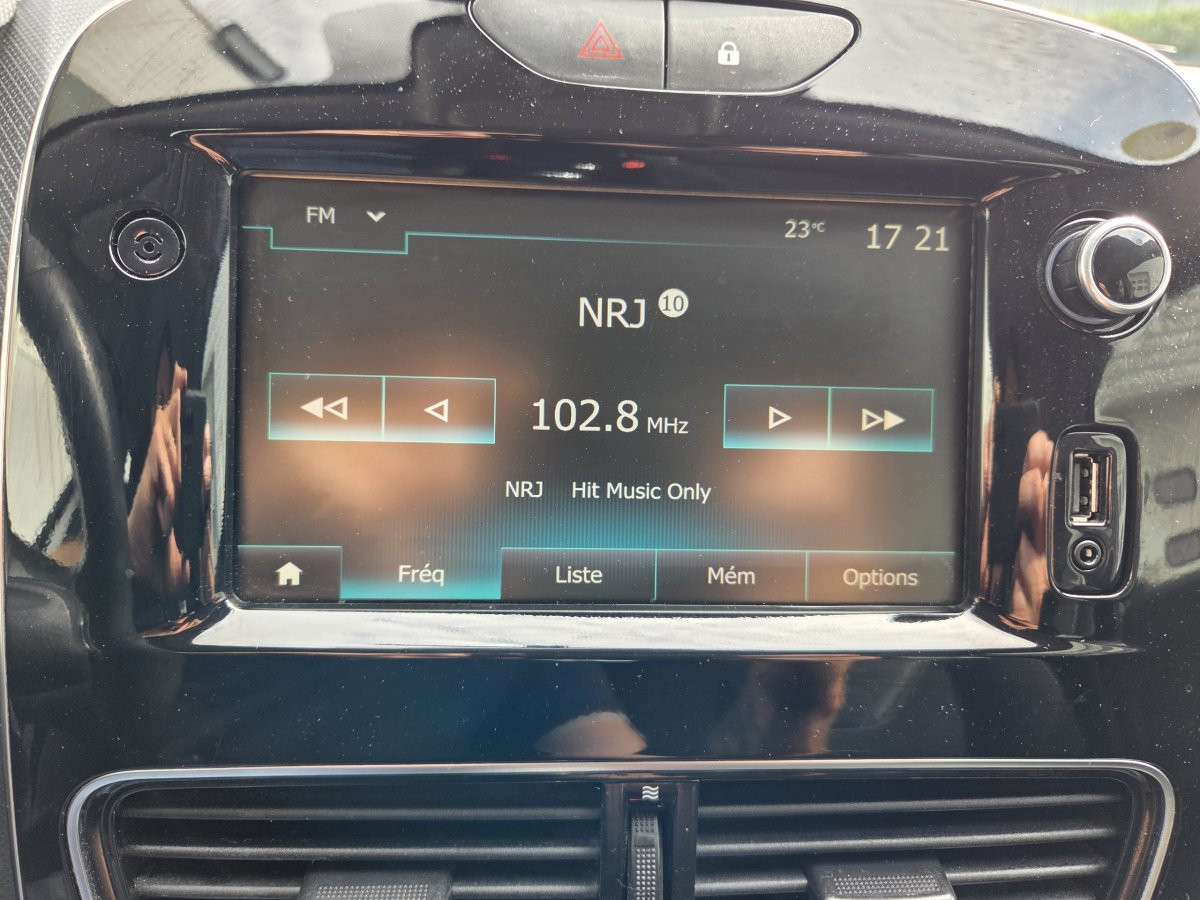 FM
23°C 17 21
NRJ 10
102.8 MHz
NRJ Hit Music Only
Fréq Liste Mém Options